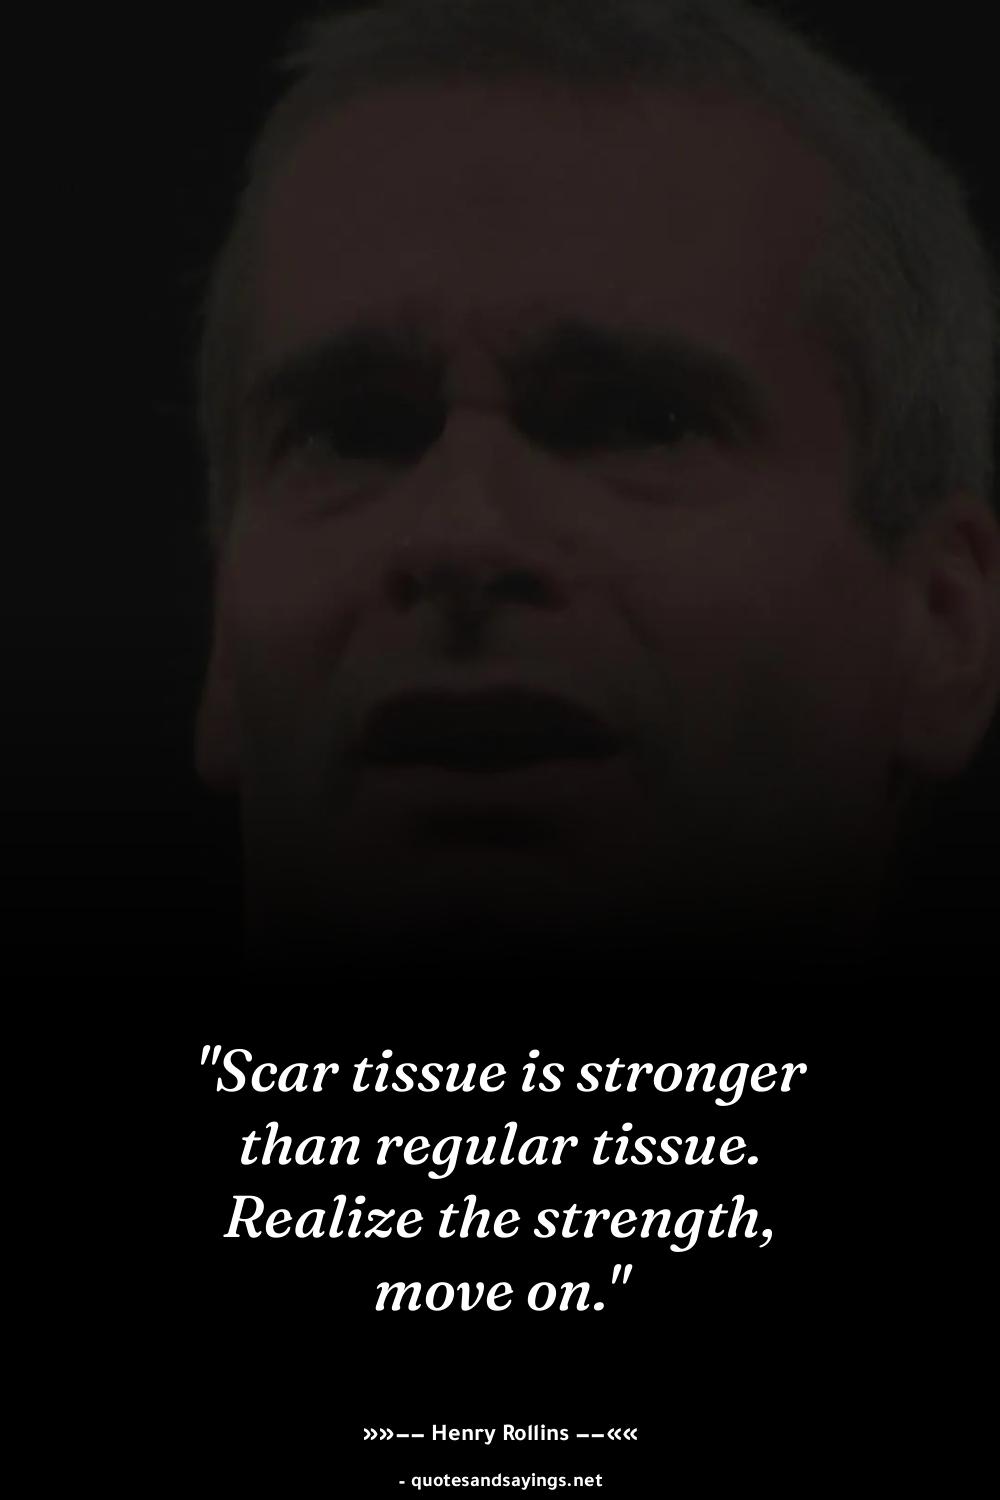 "Scar tissue is stronger
than regular tissue.
Realize the strength,
move on."
»»–– Henry Rollins ––««
- quotesandsayings.net